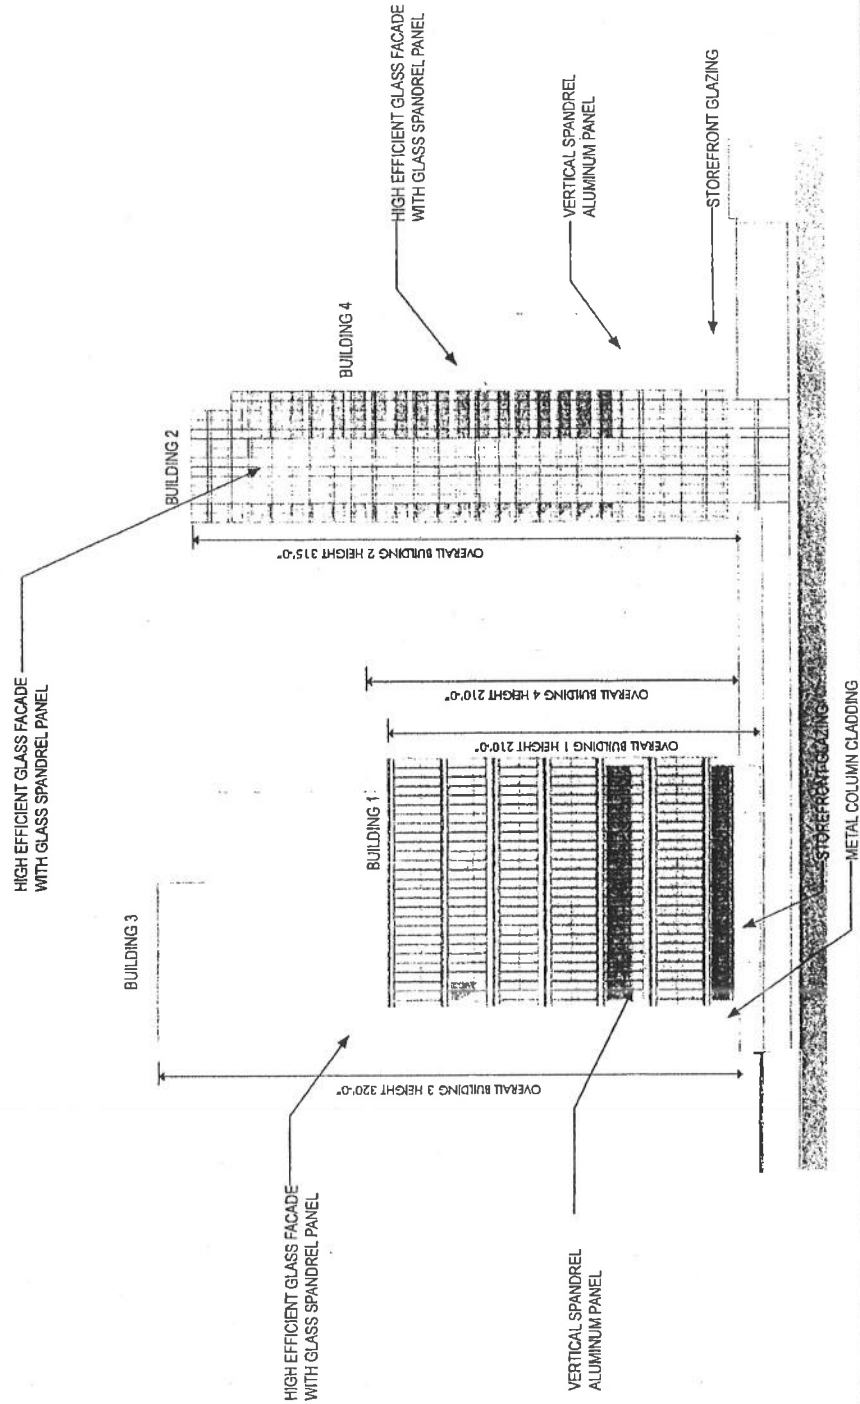 HIGH EFFICIENT GLASS FACADE
WITH GLASS SPANDREL PANEL
BUILDING 3
BUILDING 2
HIGH EFFICIENT GLASS FACADE
WITH GLASS SPANDREL PANEL
BUILDING 1
BUILDING 4
HIGH EFFICIENT GLASS FACADE
WITH GLASS SPANDREL PANEL
OVERALL BUILDING 3 HEIGHT 320'-0"
OVERALL BUILDING 1 HEIGHT 210'-0"
OVERALL BUILDING 4 HEIGHT 210'-0"
OVERALL BUILDING 2 HEIGHT 315'-0"
VERTICAL SPANDREL
ALUMINUM PANEL
VERTICAL SPANDREL
ALUMINUM PANEL
STOREFRONT GLAZING
STOREFRONT GLAZING
METAL COLUMN CLADDING